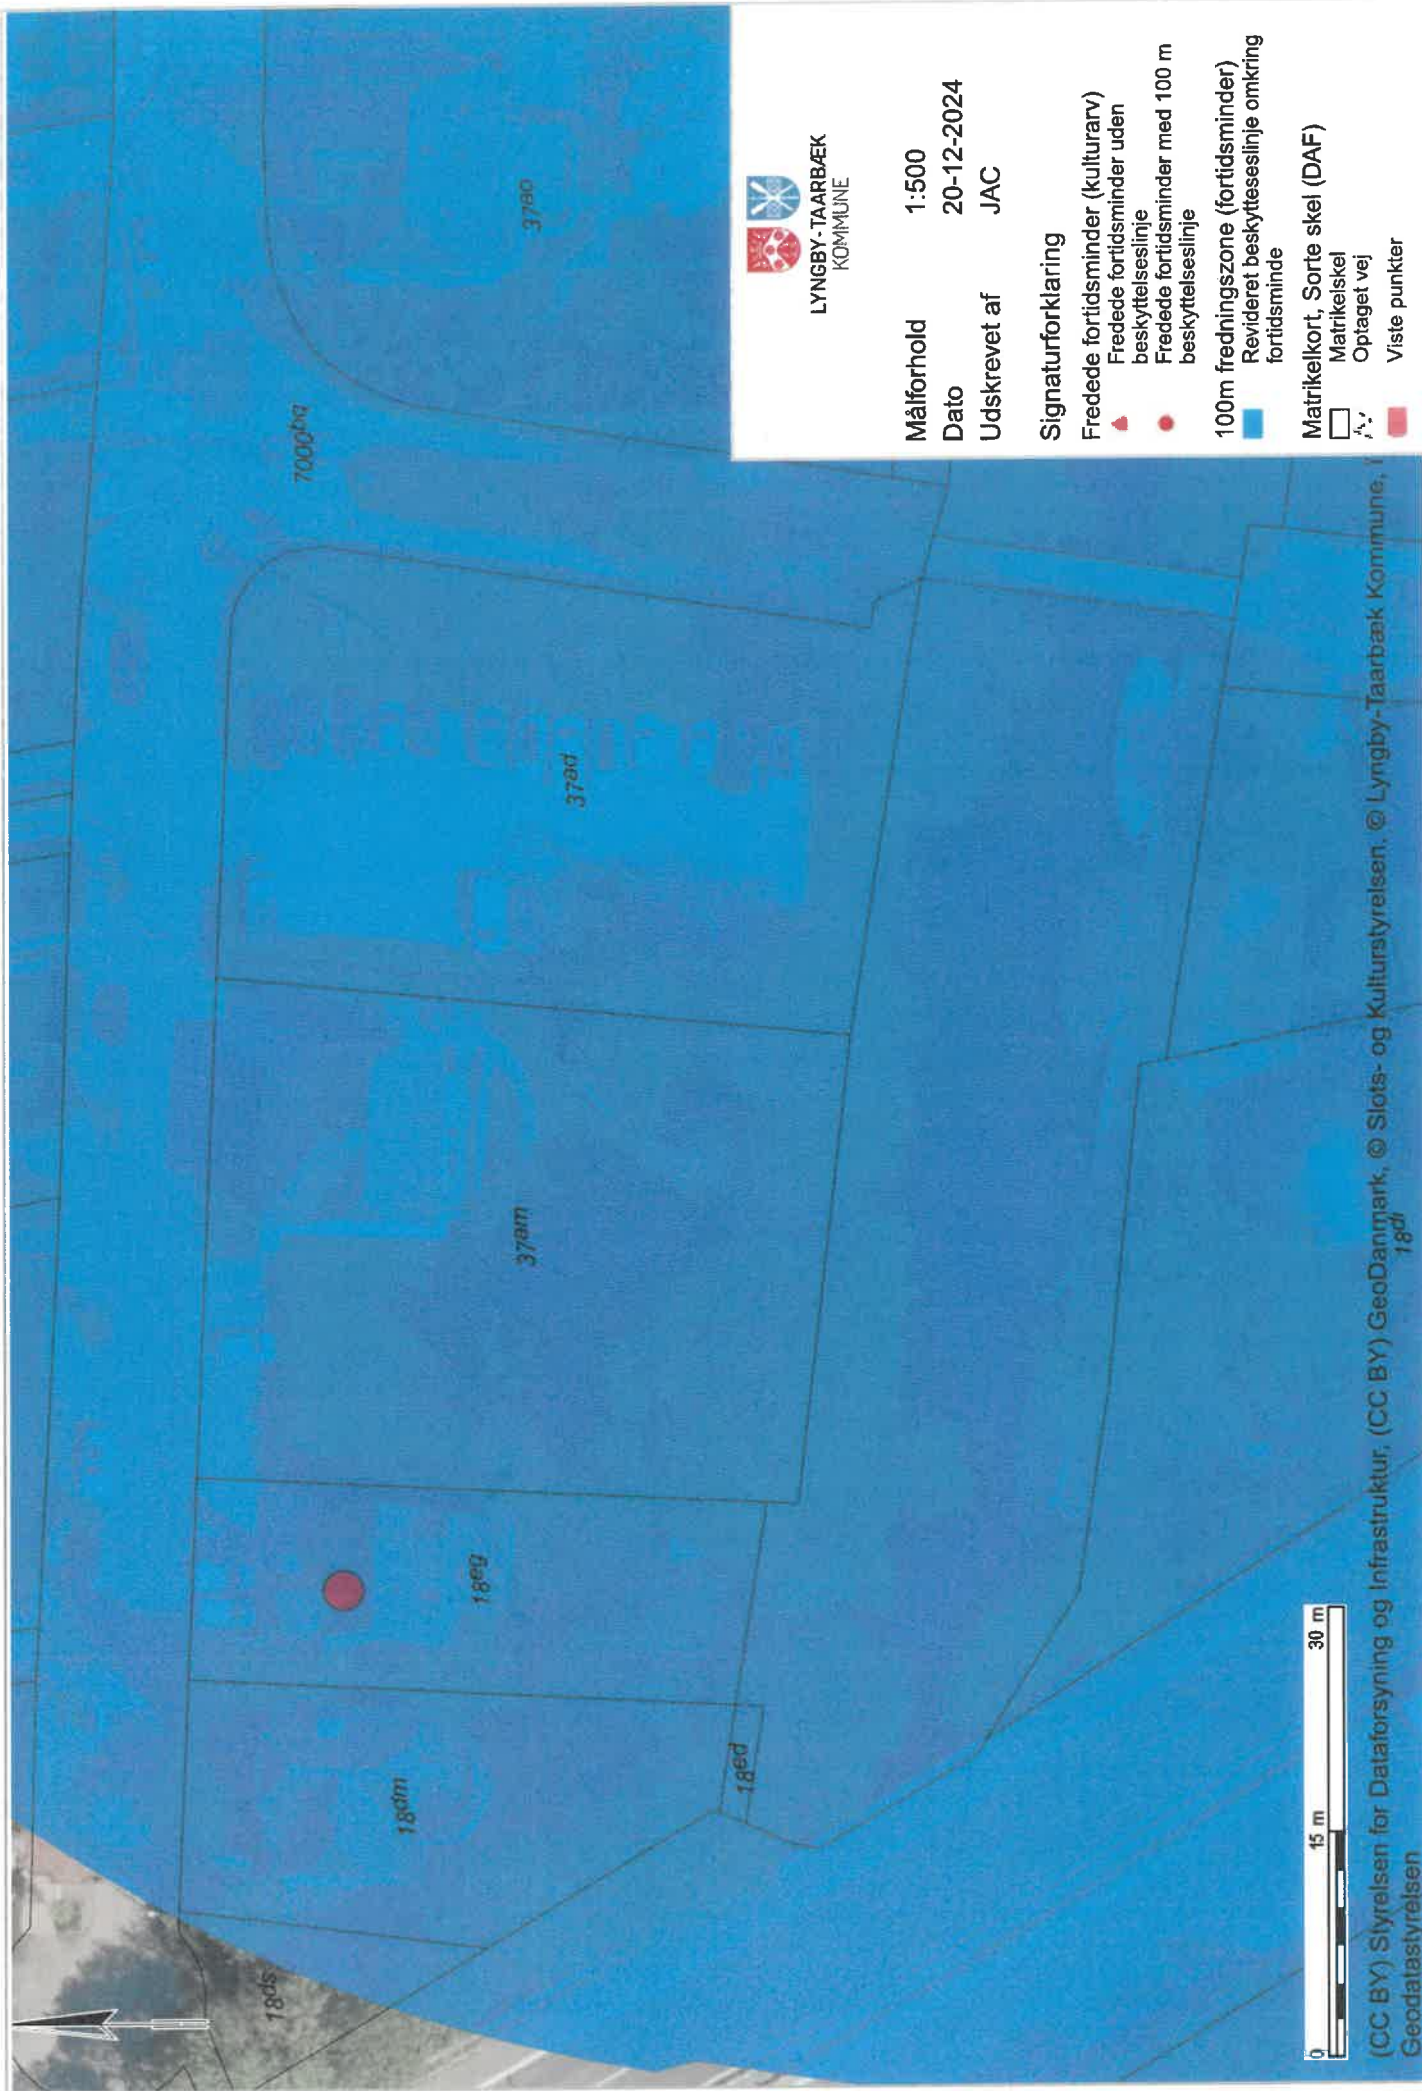 LYNGBY-TAARBÆK
KOMMUNE
Målforhold 1:500
Dato 20-12-2024
Udskrevet af JAC
Signaturforklaring
Fredede fortidsminder (kulturarv)
Fredede fortidsminder uden
beskyttelseslinje
Fredede fortidsminder med 100 m
beskyttelseslinje
100m fredningszone (fortidsminder)
Revideret beskytteseslinje omkring
fortidsminde
Matrikelkort, Sorte skel (DAF)
Matrikelskel
Optaget vej
Viste punkter
18ds
18dm
18ed
18eg
37am
37ad
7000bq
37ao
18di
0 15 m 30 m
(CC BY) Styrelsen for Dataforsyning og Infrastruktur, (CC BY) GeoDanmark, © Slots- og Kulturstyrelsen, © Lyngby-Taarbæk Kommune,
Geodatastyrelsen